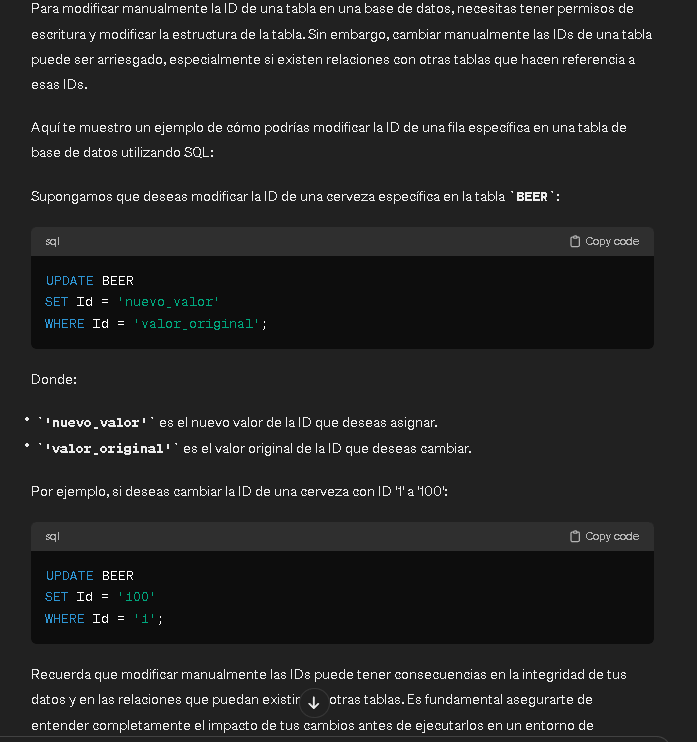 Para modificar manualmente la ID de una tabla en una base de datos, necesitas tener permisos de
escritura y modificar la estructura de la tabla. Sin embargo, cambiar manualmente las IDs de una tabla
puede ser arriesgado, especialmente si existen relaciones con otras tablas que hacen referencia a
esas IDs.
Aquí te muestro un ejemplo de cómo podrías modificar la ID de una fila específica en una tabla de
base de datos utilizando SQL:
Supongamos que deseas modificar la ID de una cerveza específica en la tabla `BEER`:
sql Copy code
UPDATE BEER
SET Id = 'nuevo_valor'
WHERE Id = 'valor_original';
Donde:
• `'nuevo_valor'` es el nuevo valor de la ID que deseas asignar.
• `'valor_original'` es el valor original de la ID que deseas cambiar.
Por ejemplo, si deseas cambiar la ID de una cerveza con ID '1' a '100':
sql Copy code
UPDATE BEER
SET Id = '100'
WHERE Id = '1';
Recuerda que modificar manualmente las IDs puede tener consecuencias en la integridad de tus
datos y en las relaciones que puedan existir otras tablas. Es fundamental asegurarte de
entender completamente el impacto de tus cambios antes de ejecutarlos en un entorno de